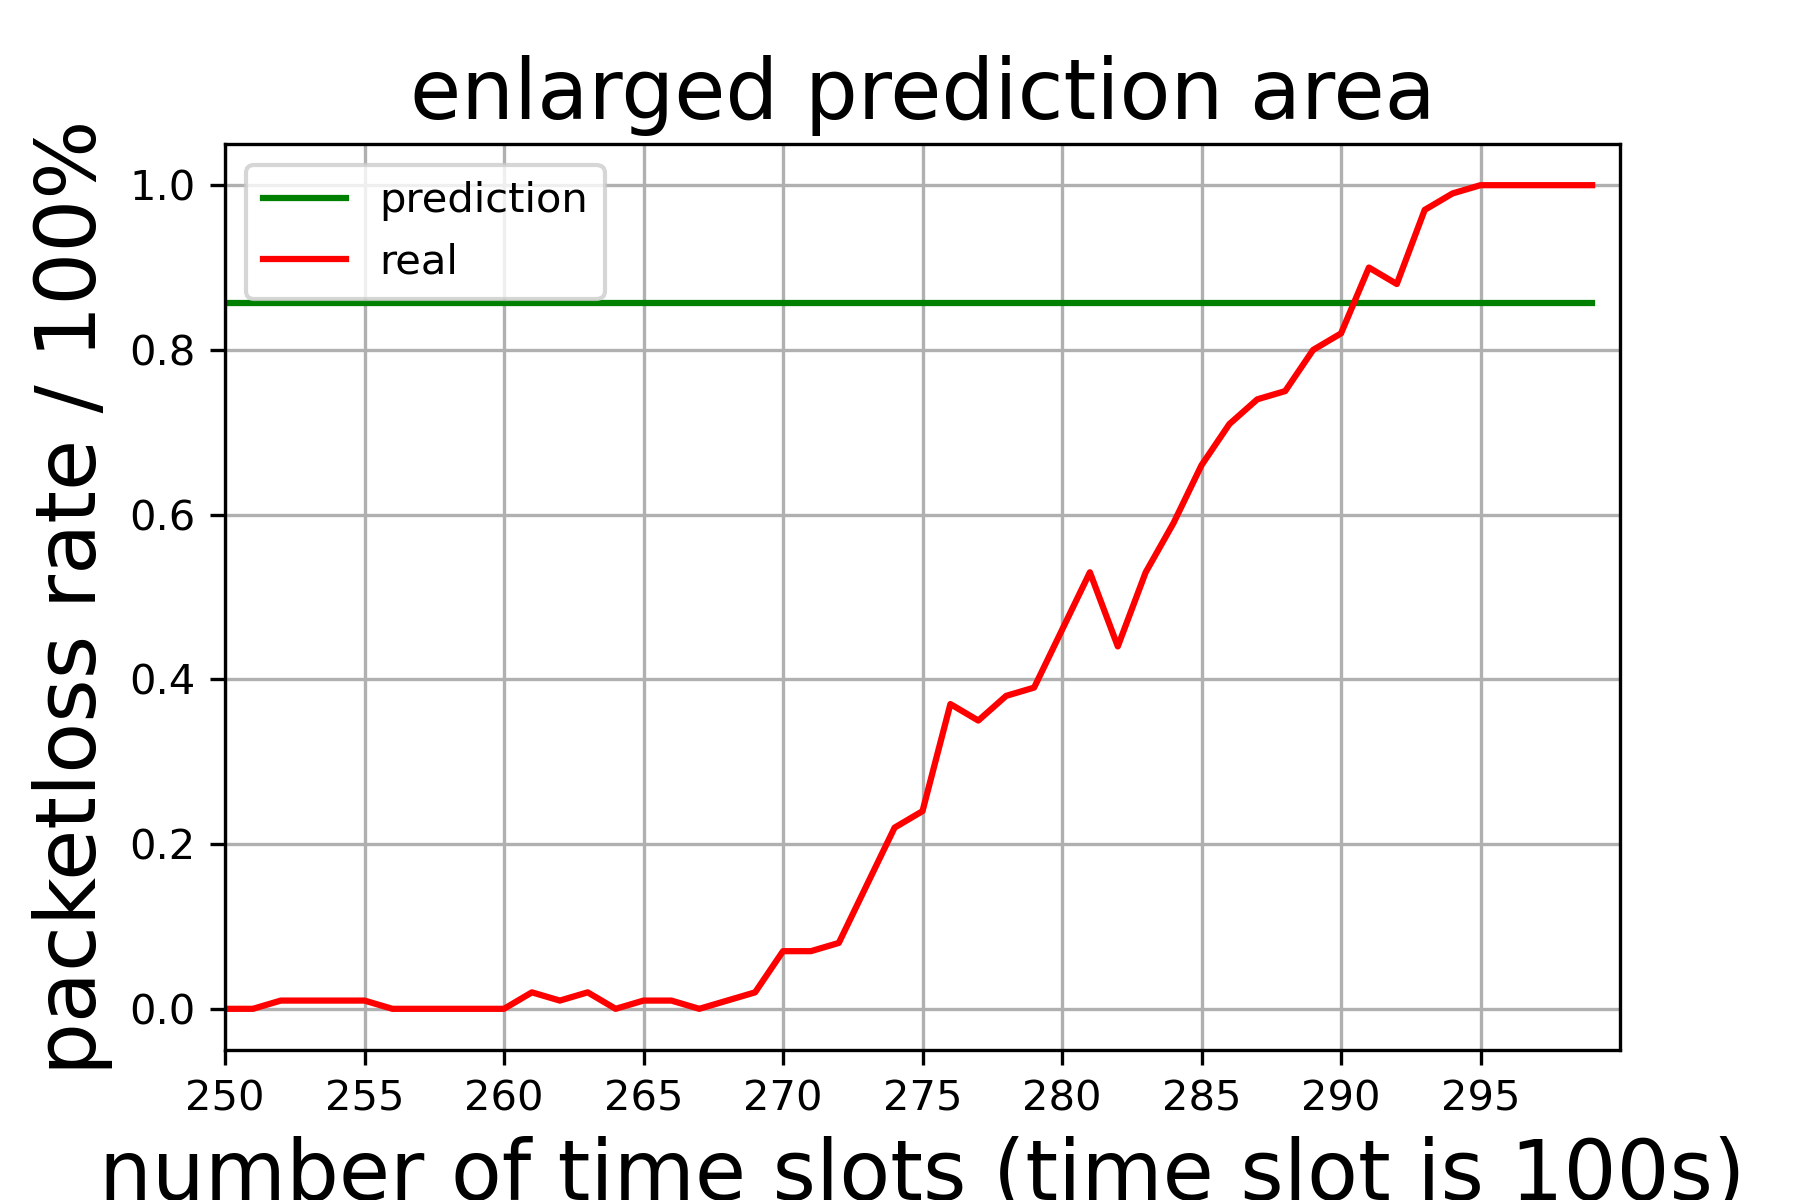 enlarged prediction area
packetloss rate / 100%
1.0
0.8
0.6
0.4
0.2
0.0
prediction
real
250 255 260 265 270 275 280 285 290 295
number of time slots (time slot is 100s)